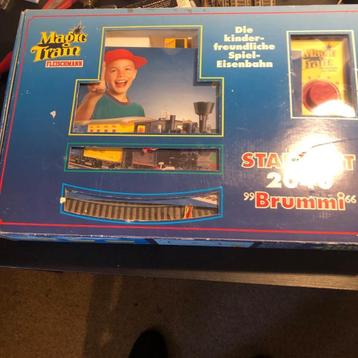 Magic
Train
FLEISCHMANN
Die
kinder-
freundliche
Spiel-
Eisenbahn
Magic
Train
"Brummi"